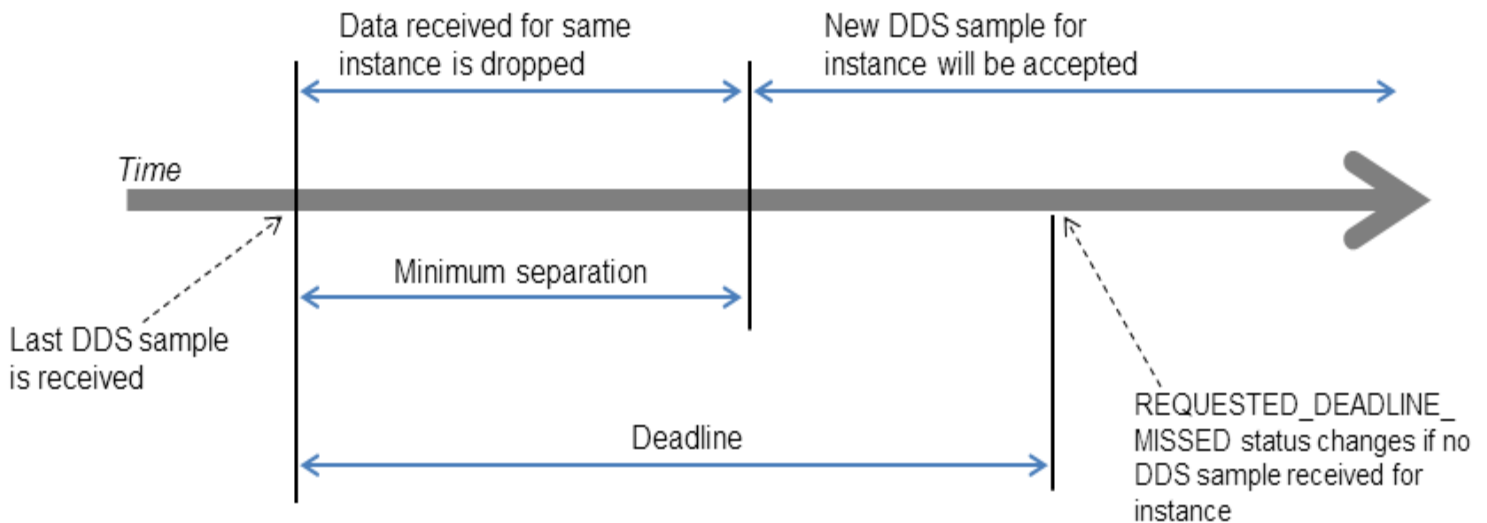 Data received for same
instance is dropped
New DDS sample for
instance will be accepted
Time
Minimum separation
Last DDS sample
is received
Deadline
REQUESTED_DEADLINE_
MISSED status changes if no
DDS sample received for
instance